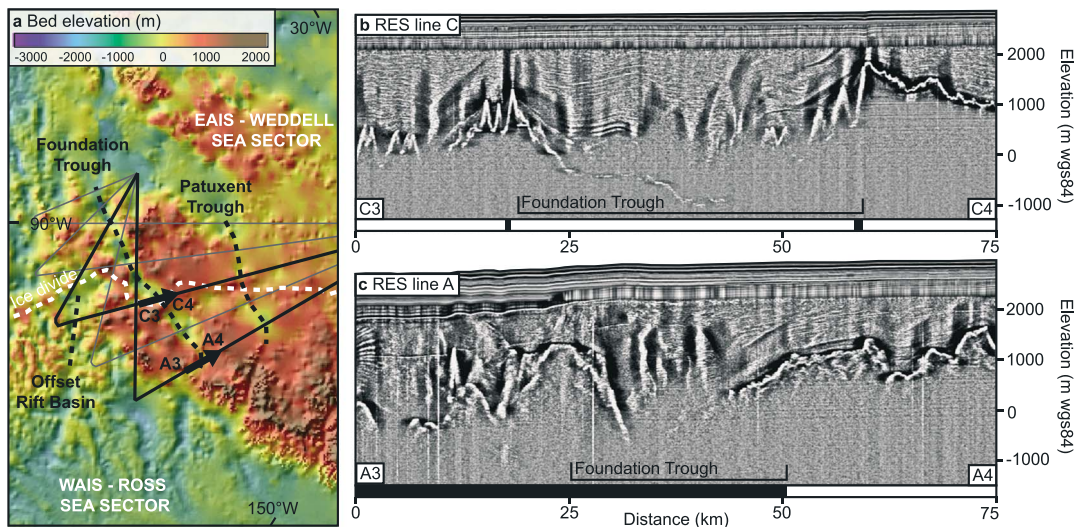 a Bed elevation (m)
-3000 -2000 -1000 0 1000 2000
30°W
EAIS - WEDDELL
SEA SECTOR
Foundation
Trough
Patuxent
Trough
90°W
Ice divide
C4
C3
A4
A3
Offset
Rift Basin
WAIS - ROSS
SEA SECTOR
150°W
b RES line C
2000
1000
0
-1000
Elevation (m wgs84)
Foundation Trough
C3
C4
0 25 50 75
c RES line A
2000
1000
0
-1000
Elevation (m wgs84)
Foundation Trough
A3
A4
0 25 50 75
Distance (km)